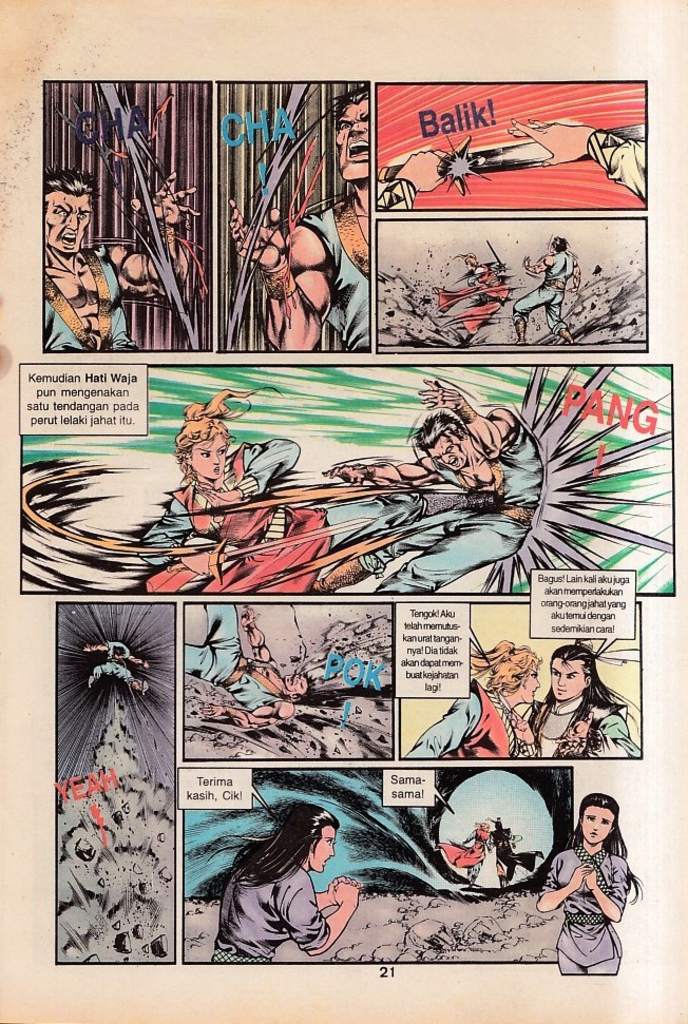 CHA
!
CHA
!
Balik!
Kemudian Hati Waja
pun mengenakan
satu tendangan pada
perut lelaki jahat itu.
PANG
!
YEAH
!
POK
!
Tengok! Aku
telah memutus-
kan urat tangan-
nya! Dia tidak
akan dapat mem-
buat kejahatan
lagi!
Bagus! Lain kali aku juga
akan memperlakukan
orang-orang jahat yang
aku temui dengan
sedemikian cara!
Terima
kasih, Cik!
Sama-
sama!
21